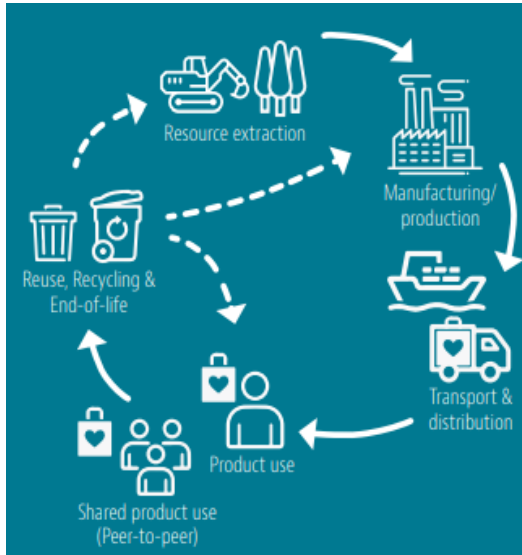 Resource extraction
Manufacturing/
production
Reuse, Recycling &
End-of-life
Transport &
distribution
Product use
Shared product use
(Peer-to-peer)